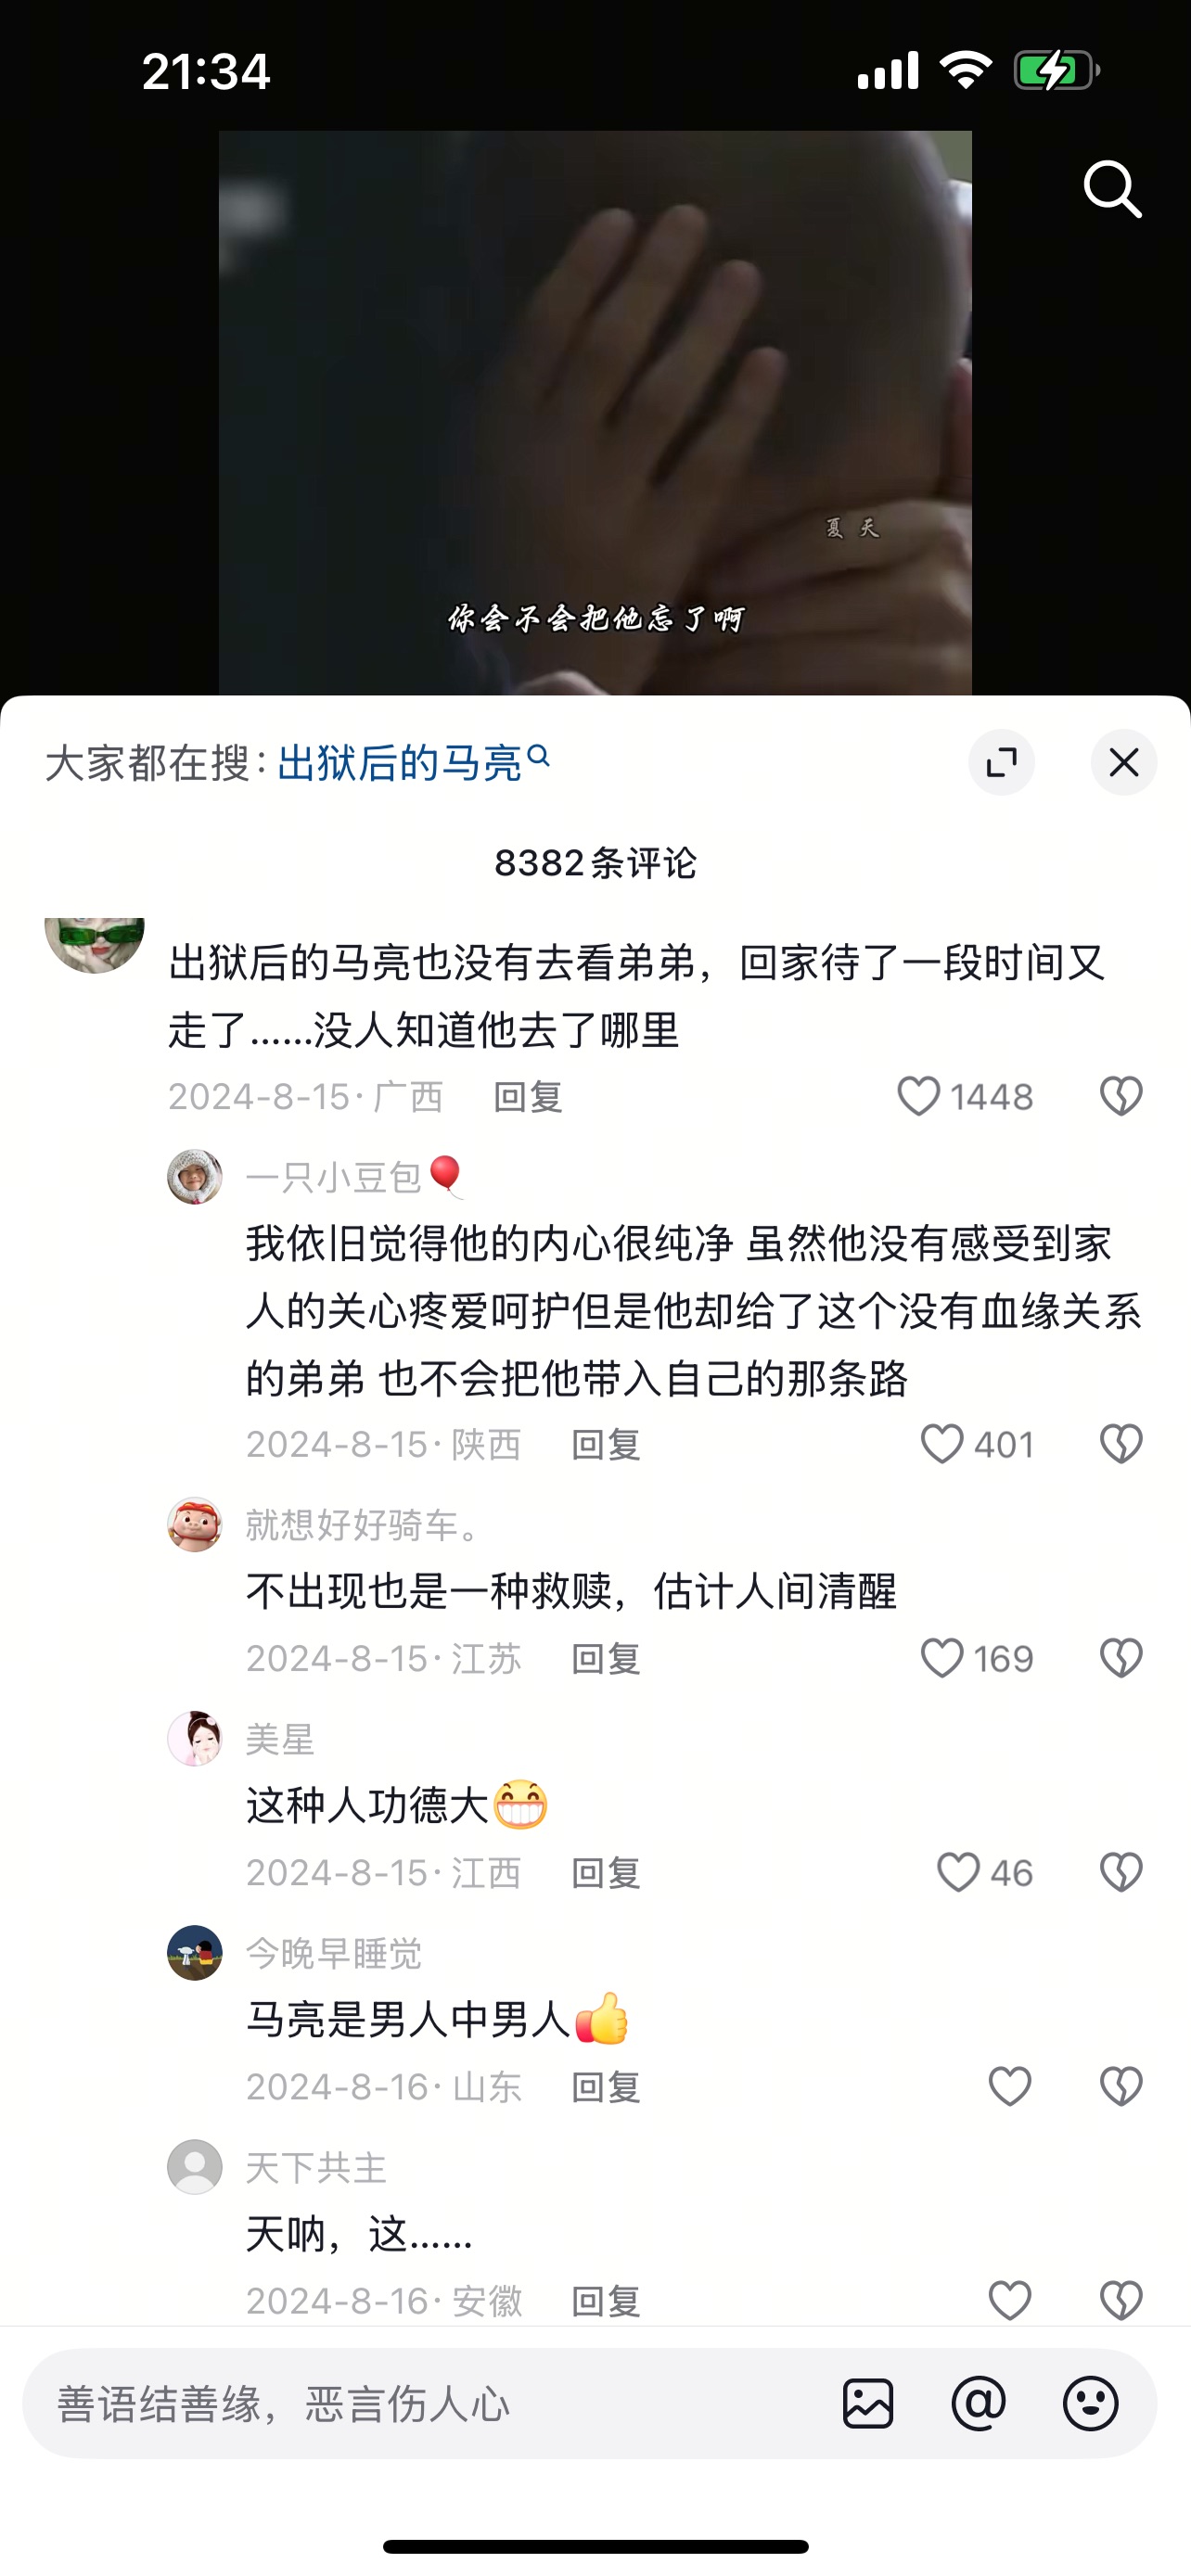 21:34
夏天
你会不会把他忘了啊
大家都在搜：出狱后的马亮
8382条评论
出狱后的马亮也没有去看弟弟，回家待了一段时间又
走了......没人知道他去了哪里
2024-8-15·广西 回复 1448
一只小豆包🎈
我依旧觉得他的内心很纯净 虽然他没有感受到家
人的关心疼爱呵护但是他却给了这个没有血缘关系
的弟弟 也不会把他带入自己的那条路
2024-8-15·陕西 回复 401
就想好好骑车。
不出现也是一种救赎，估计人间清醒
2024-8-15·江苏 回复 169
美星
这种人功德大😁
2024-8-15·江西 回复 46
今晚早睡觉
马亮是男人中男人👍
2024-8-16·山东 回复
天下共主
天呐，这......
2024-8-16·安徽 回复
善语结善缘，恶言伤人心